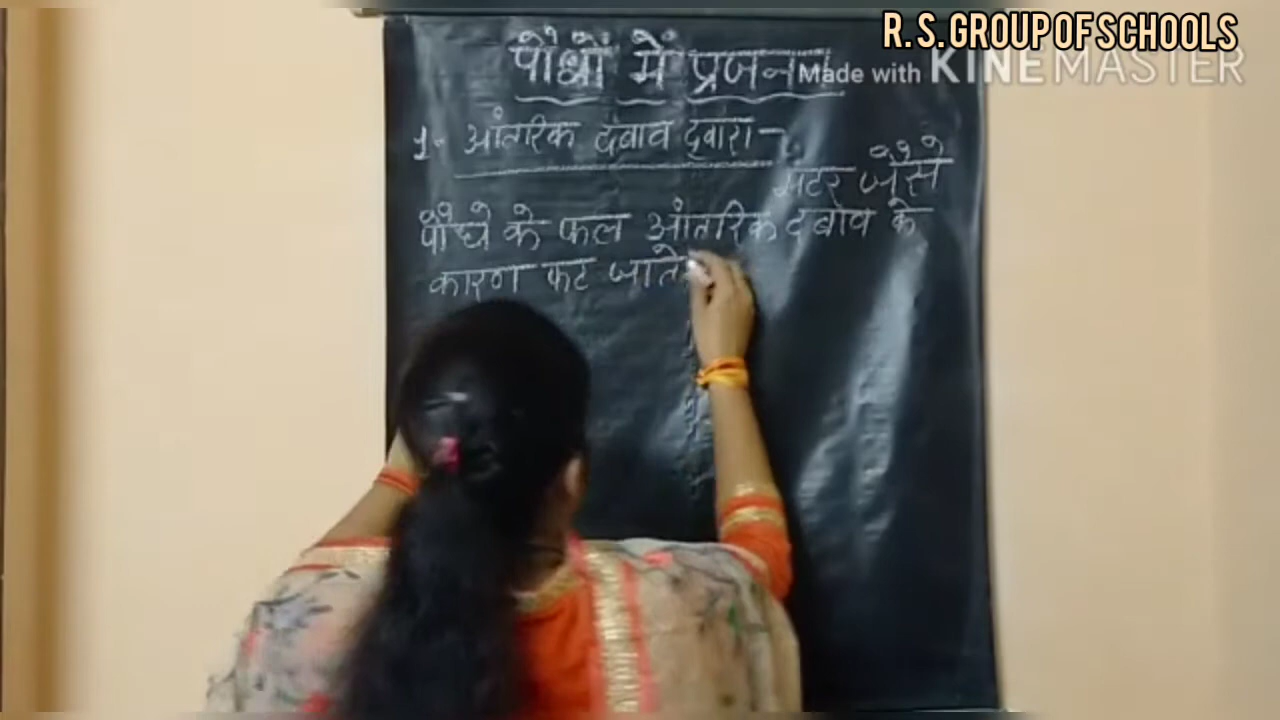 R. S. GROUP OF SCHOOLS
Made with KINEMASTER
पौधों में प्रजनन
1- आंतरिक दबाव द्वारा-
मटर जैसे
पौधे के फल आंतरिक दबाव के
कारण फट जाते